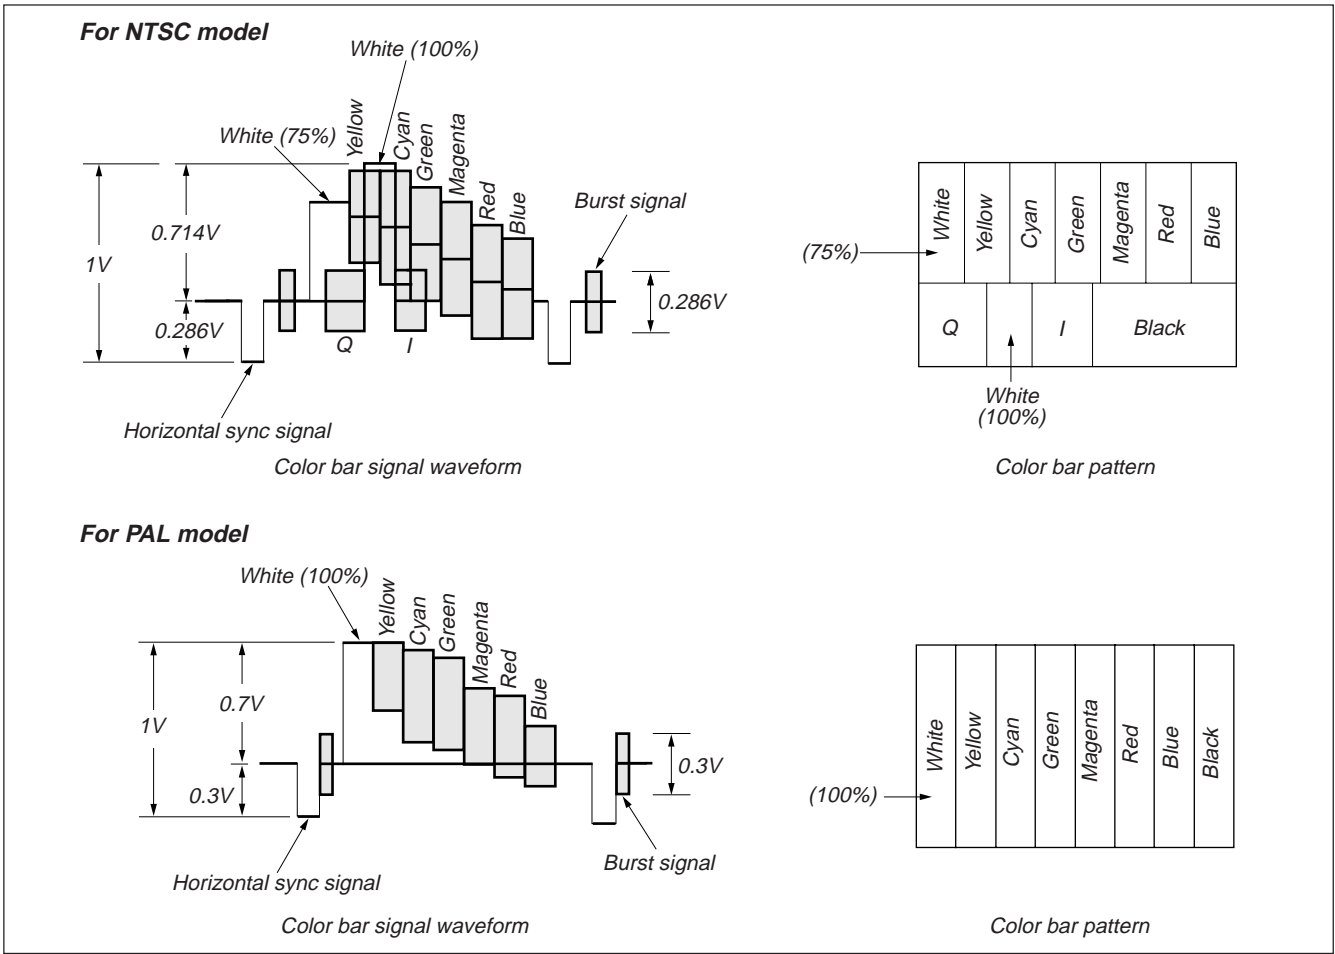 For NTSC model
White (100%)
White (75%)
Yellow
Cyan
Green
Magenta
Red
Blue
Burst signal
0.714V
1V
0.286V
0.286V
Q
I
Horizontal sync signal
Color bar signal waveform
White
Yellow
Cyan
Green
Magenta
Red
Blue
(75%)
Q
I
Black
White
(100%)
Color bar pattern
For PAL model
White (100%)
Yellow
Cyan
Green
Magenta
Red
Blue
0.7V
1V
0.3V
0.3V
Burst signal
Horizontal sync signal
Color bar signal waveform
White
Yellow
Cyan
Green
Magenta
Red
Blue
Black
(100%)
Color bar pattern